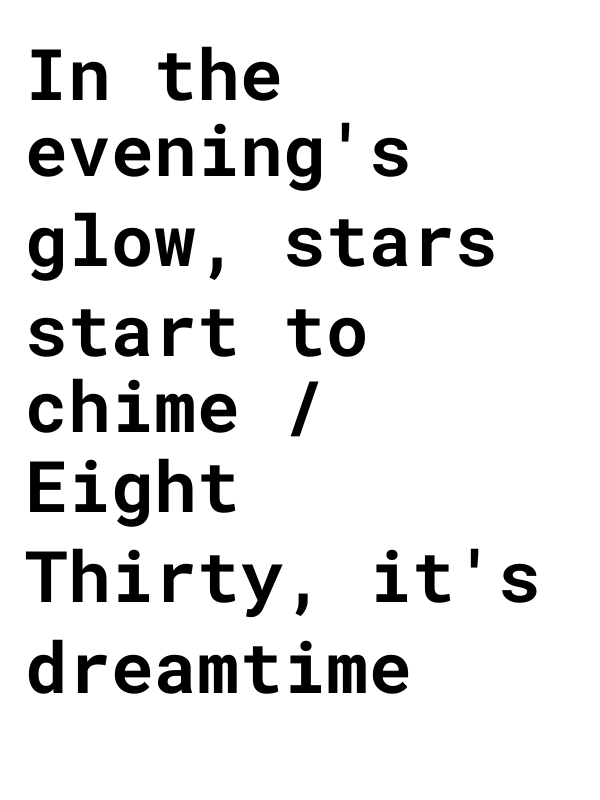 In the
evening's
glow, stars
start to
chime /
Eight
Thirty, it's
dreamtime